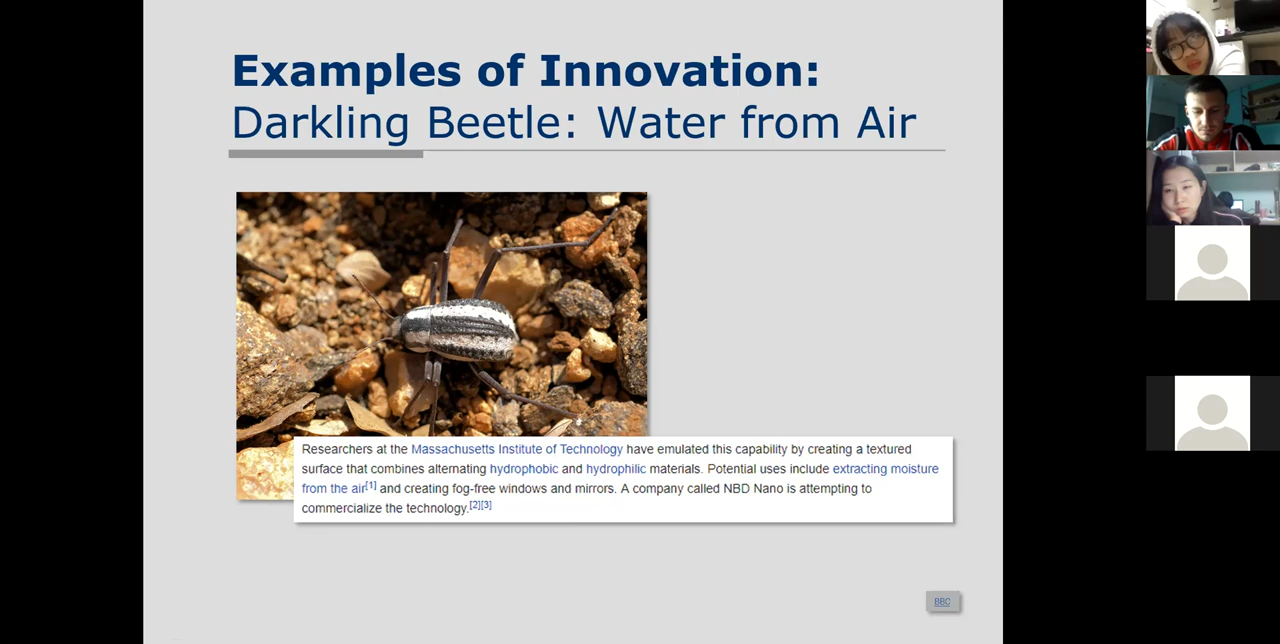 Examples of Innovation:
Darkling Beetle: Water from Air
Researchers at the Massachusetts Institute of Technology have emulated this capability by creating a textured
surface that combines alternating hydrophobic and hydrophilic materials. Potential uses include extracting moisture
from the air[1] and creating fog-free windows and mirrors. A company called NBD Nano is attempting to
commercialize the technology.[2][3]
BBC